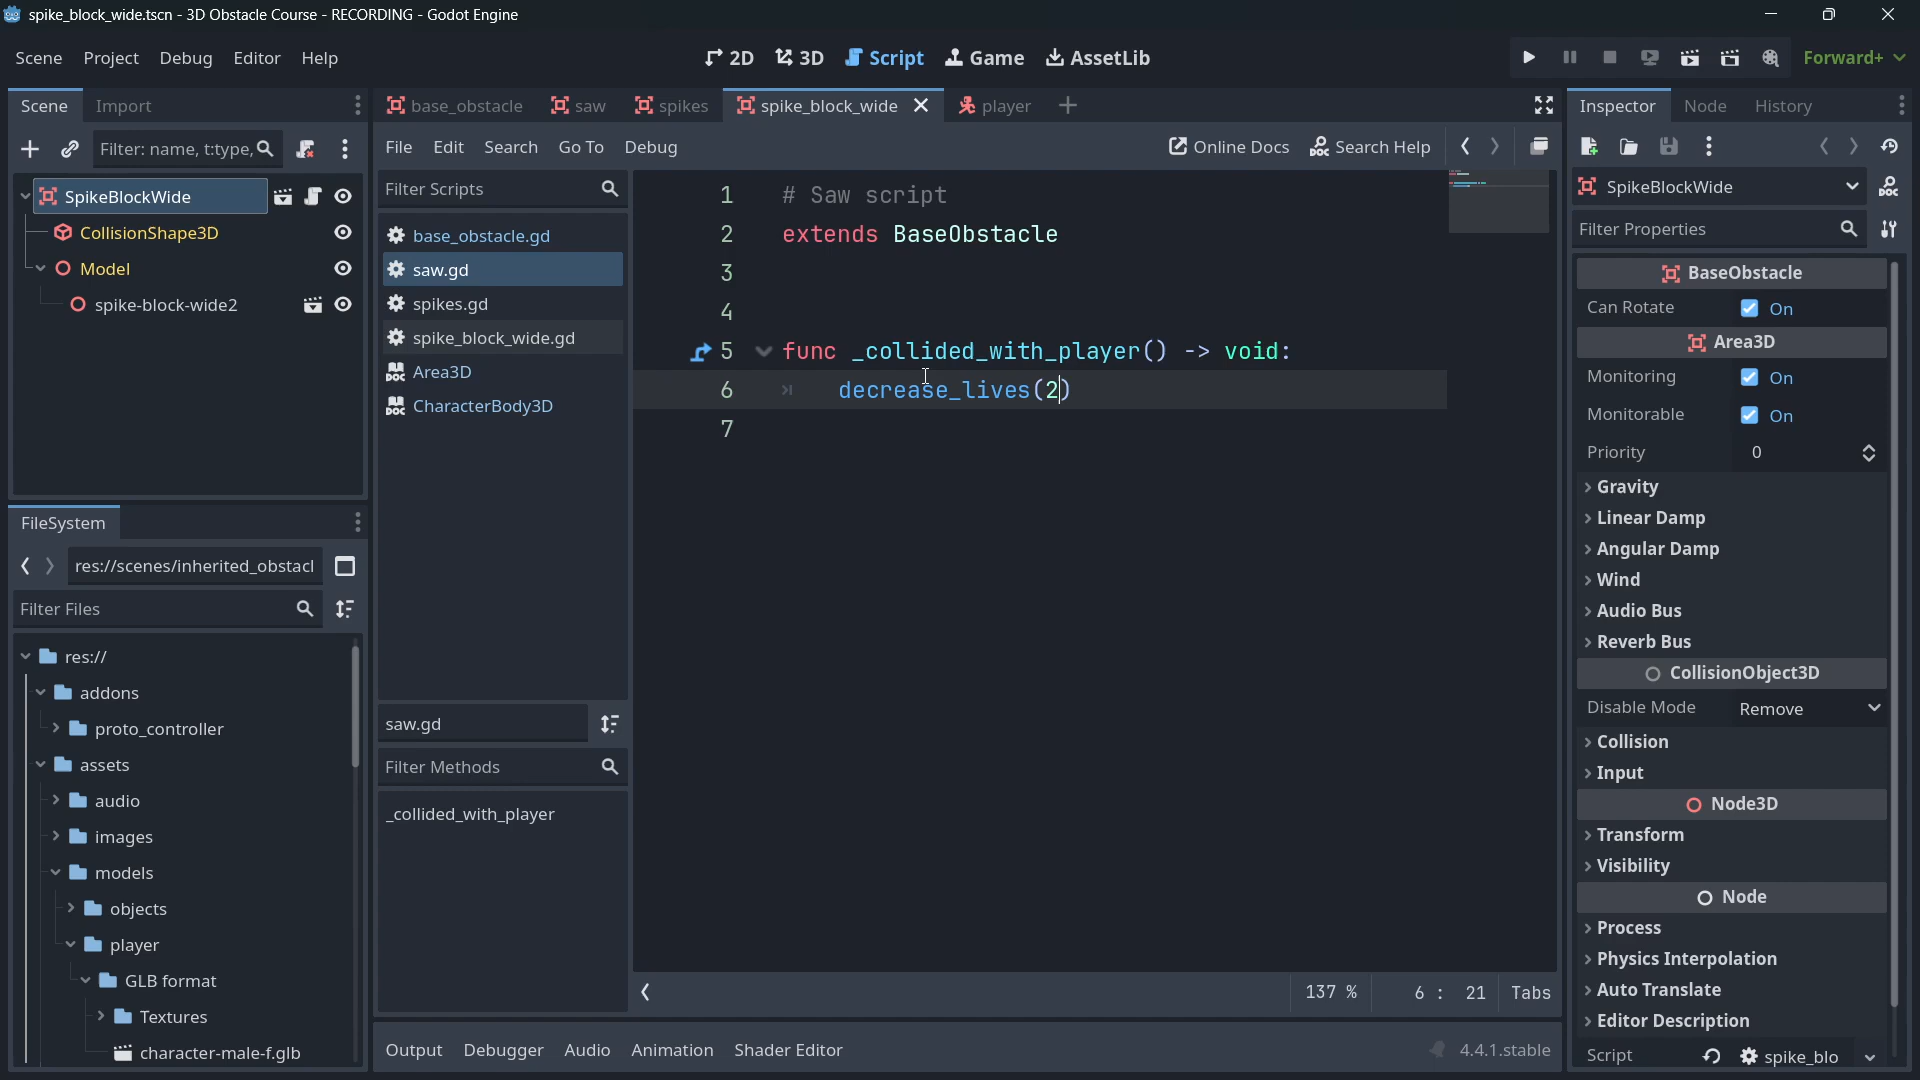 spike_block_wide.tscn - 3D Obstacle Course - RECORDING - Godot Engine
Scene Project Debug Editor Help
2D 3D Script Game AssetLib
Forward+
Scene Import
base_obstacle saw spikes spike_block_wide player
Inspector Node History
Filter: name, t:type,
File Edit Search Go To Debug
Online Docs Search Help
SpikeBlockWide
CollisionShape3D
Model
spike-block-wide2
Filter Scripts
base_obstacle.gd
saw.gd
spikes.gd
spike_block_wide.gd
Area3D
CharacterBody3D
1 # Saw script
2 extends BaseObstacle
3
4
5 func _collided_with_player() -> void:
6 decrease_lives(2)
7
SpikeBlockWide
Filter Properties
BaseObstacle
Can Rotate On
Area3D
Monitoring On
Monitorable On
Priority 0
Gravity
Linear Damp
Angular Damp
Wind
Audio Bus
Reverb Bus
CollisionObject3D
Disable Mode Remove
Collision
Input
Node3D
Transform
Visibility
Node
Process
Physics Interpolation
Auto Translate
Editor Description
Script spike_blo
FileSystem
res://scenes/inherited_obstacl
Filter Files
res://
addons
proto_controller
assets
audio
images
models
objects
player
GLB format
Textures
character-male-f.glb
saw.gd
Filter Methods
_collided_with_player
137 % 6 : 21 Tabs
Output Debugger Audio Animation Shader Editor
4.4.1.stable